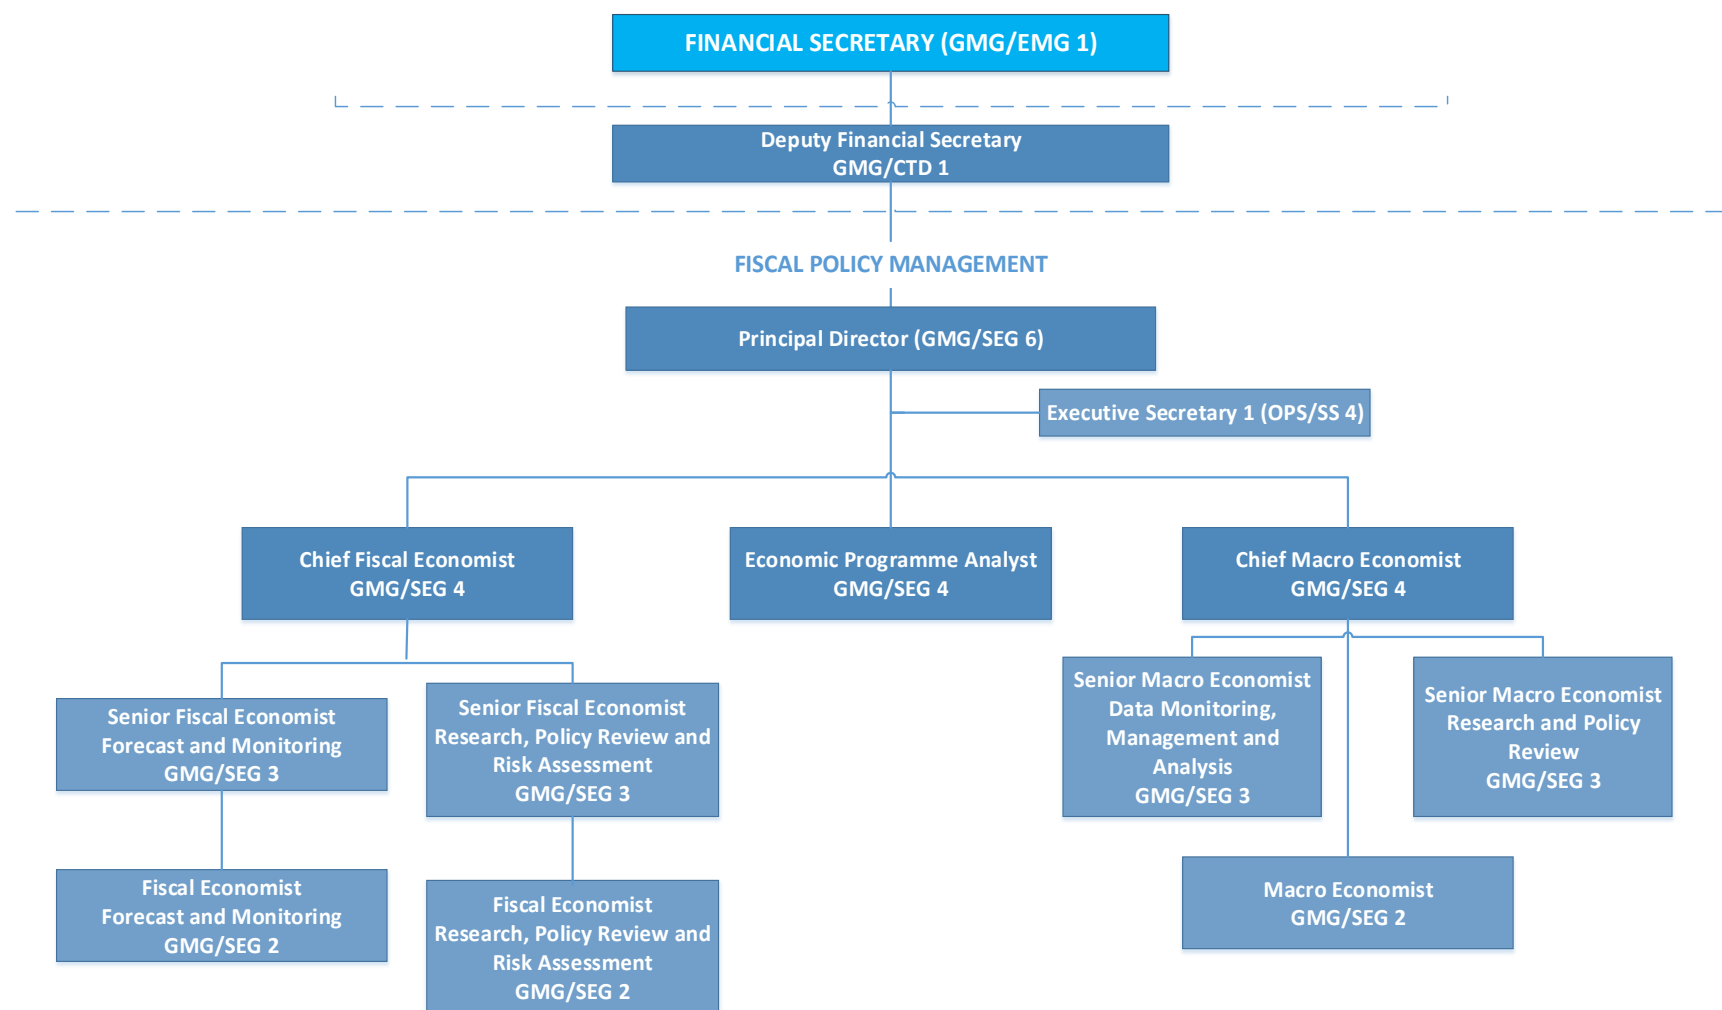 FINANCIAL SECRETARY (GMG/EMG 1)
Deputy Financial Secretary
GMG/CTD 1
FISCAL POLICY MANAGEMENT
Principal Director (GMG/SEG 6)
Executive Secretary 1 (OPS/SS 4)
Chief Fiscal Economist
GMG/SEG 4
Economic Programme Analyst
GMG/SEG 4
Chief Macro Economist
GMG/SEG 4
Senior Fiscal Economist
Forecast and Monitoring
GMG/SEG 3
Senior Fiscal Economist
Research, Policy Review and
Risk Assessment
GMG/SEG 3
Senior Macro Economist
Data Monitoring,
Management and
Analysis
GMG/SEG 3
Senior Macro Economist
Research and Policy
Review
GMG/SEG 3
Fiscal Economist
Forecast and Monitoring
GMG/SEG 2
Fiscal Economist
Research, Policy Review and
Risk Assessment
GMG/SEG 2
Macro Economist
GMG/SEG 2